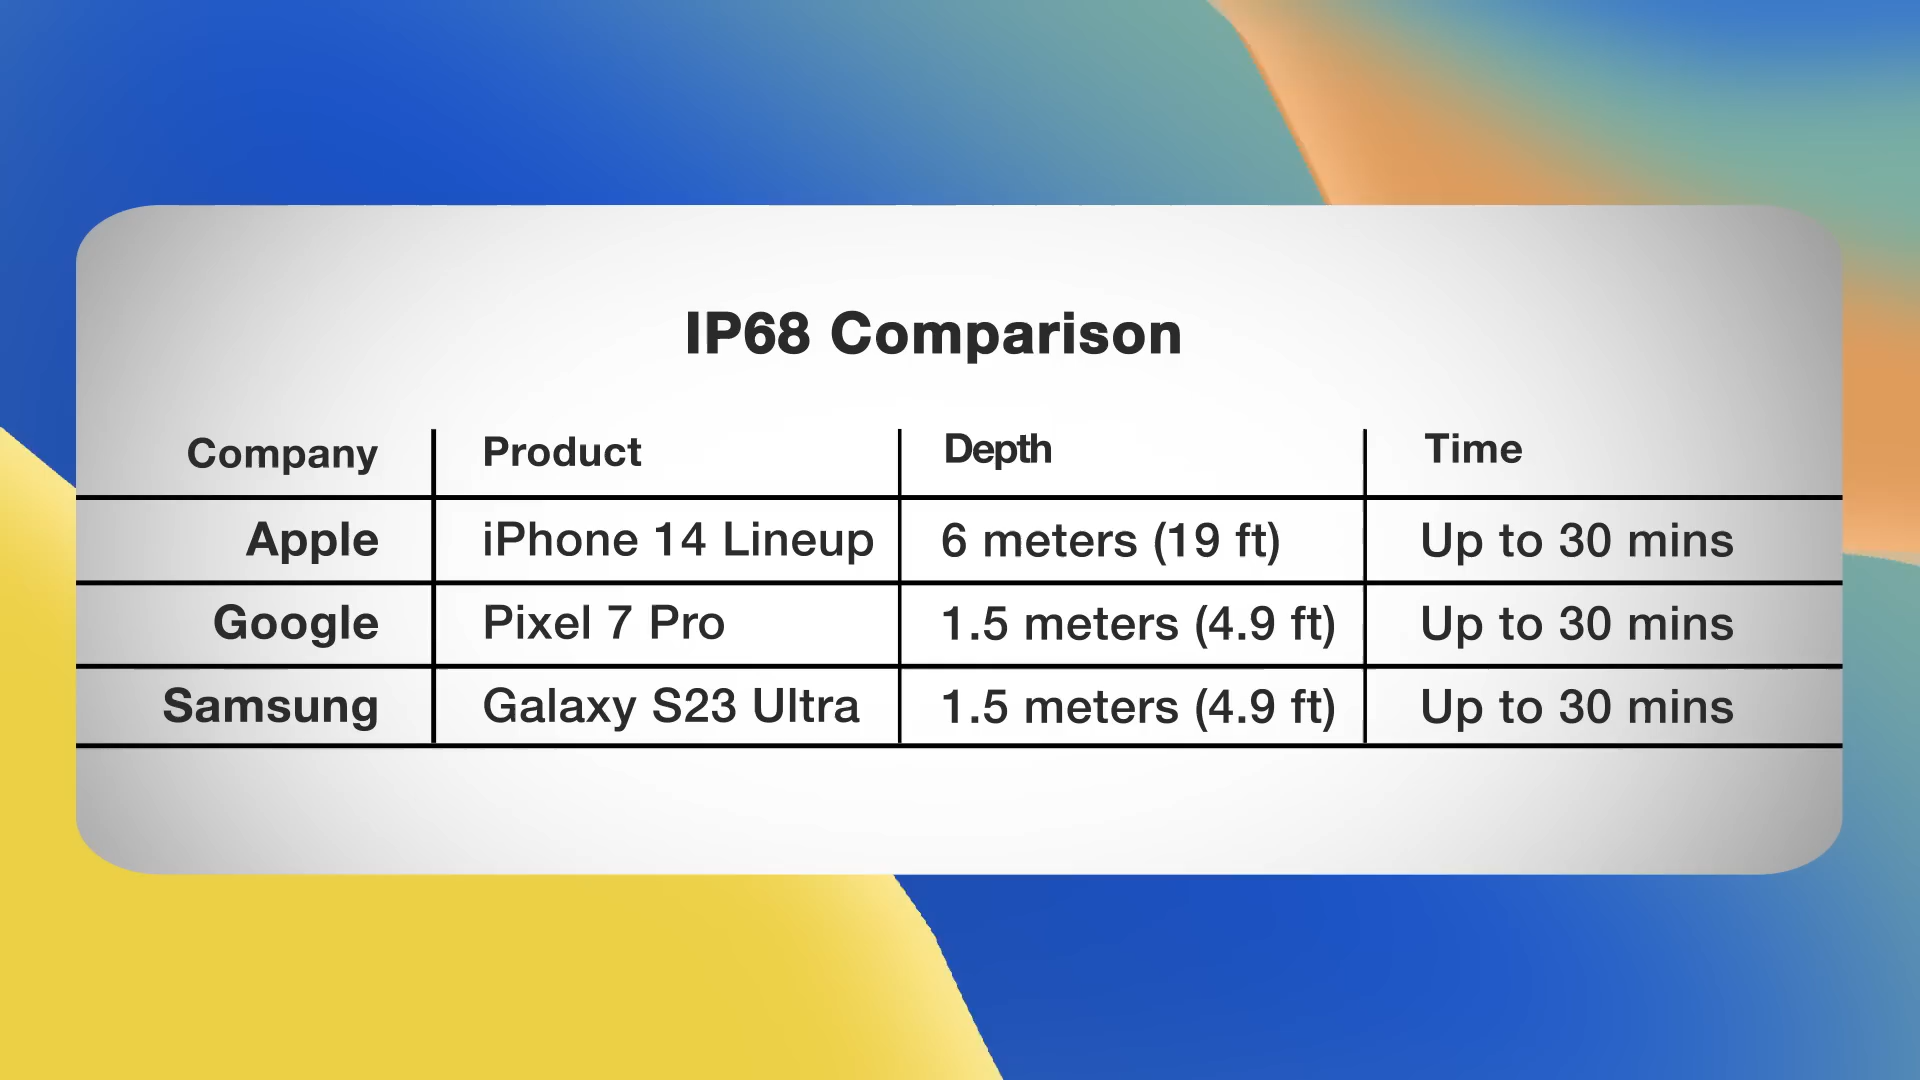 IP68 Comparison
Company Product Depth Time
Apple iPhone 14 Lineup 6 meters (19 ft) Up to 30 mins
Google Pixel 7 Pro 1.5 meters (4.9 ft) Up to 30 mins
Samsung Galaxy S23 Ultra 1.5 meters (4.9 ft) Up to 30 mins